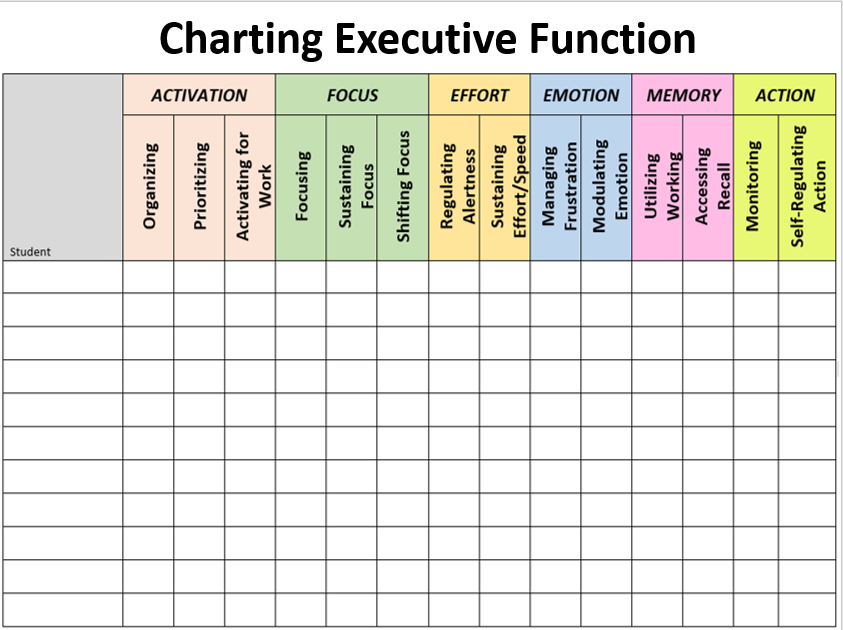 Charting Executive Function
ACTIVATION
FOCUS
EFFORT
EMOTION
MEMORY
ACTION
Student
Organizing
Prioritizing
Activating for
Work
Focusing
Sustaining
Focus
Shifting Focus
Regulating
Alertness
Sustaining
Effort/Speed
Managing
Frustration
Modulating
Emotion
Utilizing
Working
Accessing
Recall
Monitoring
Self-Regulating
Action